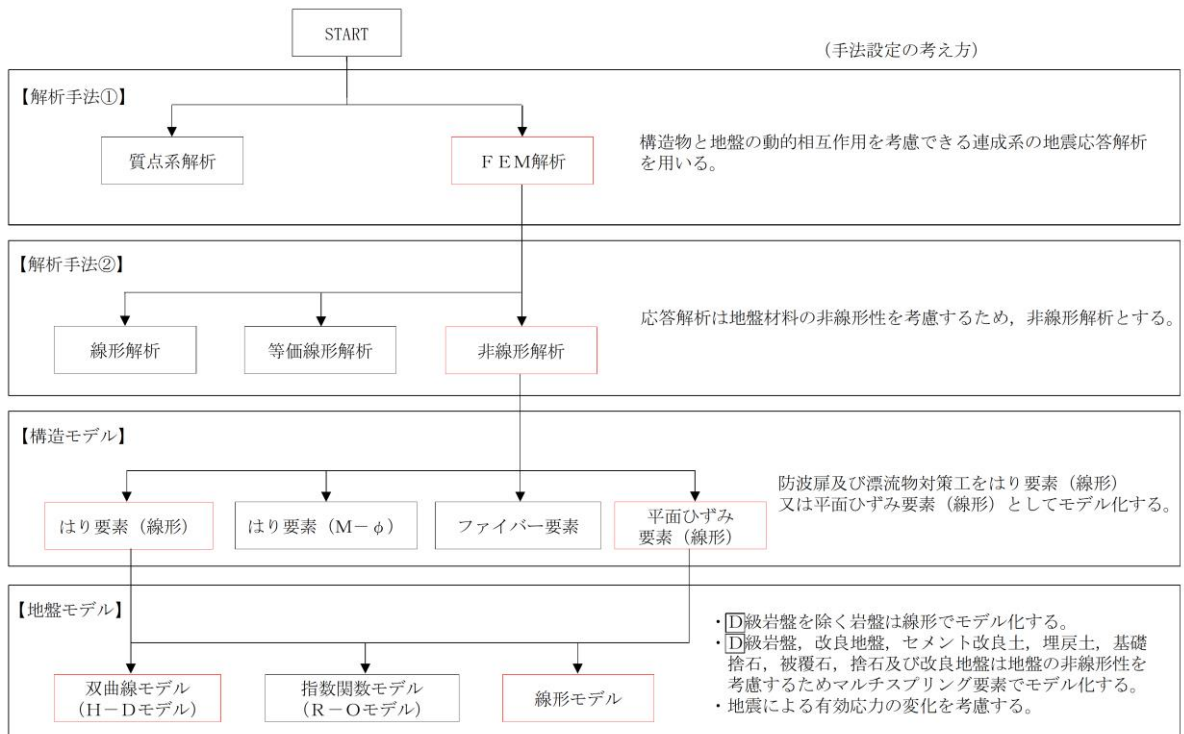 START
(手法設定の考え方)
【解析手法①】
質点系解析
FEM解析
構造物と地盤の動的相互作用を考慮できる連成系の地震応答解析
を用いる。
【解析手法②】
線形解析
等価線形解析
非線形解析
応答解析は地盤材料の非線形性を考慮するため,非線形解析とする。
【構造モデル】
はり要素(線形)
はり要素(M-φ)
ファイバー要素
平面ひずみ
要素(線形)
防波扉及び漂流物対策工をはり要素(線形)
又は平面ひずみ要素(線形)としてモデル化する。
【地盤モデル】
双曲線モデル
(H-Dモデル)
指数関数モデル
(R-Oモデル)
線形モデル
・D級岩盤を除く岩盤は線形でモデル化する。
・D級岩盤,改良地盤,セメント改良土,埋戻土,基礎
捨石,被覆石,捨石及び改良地盤は地盤の非線形性を
考慮するためマルチスプリング要素でモデル化する。
・地震による有効応力の変化を考慮する。